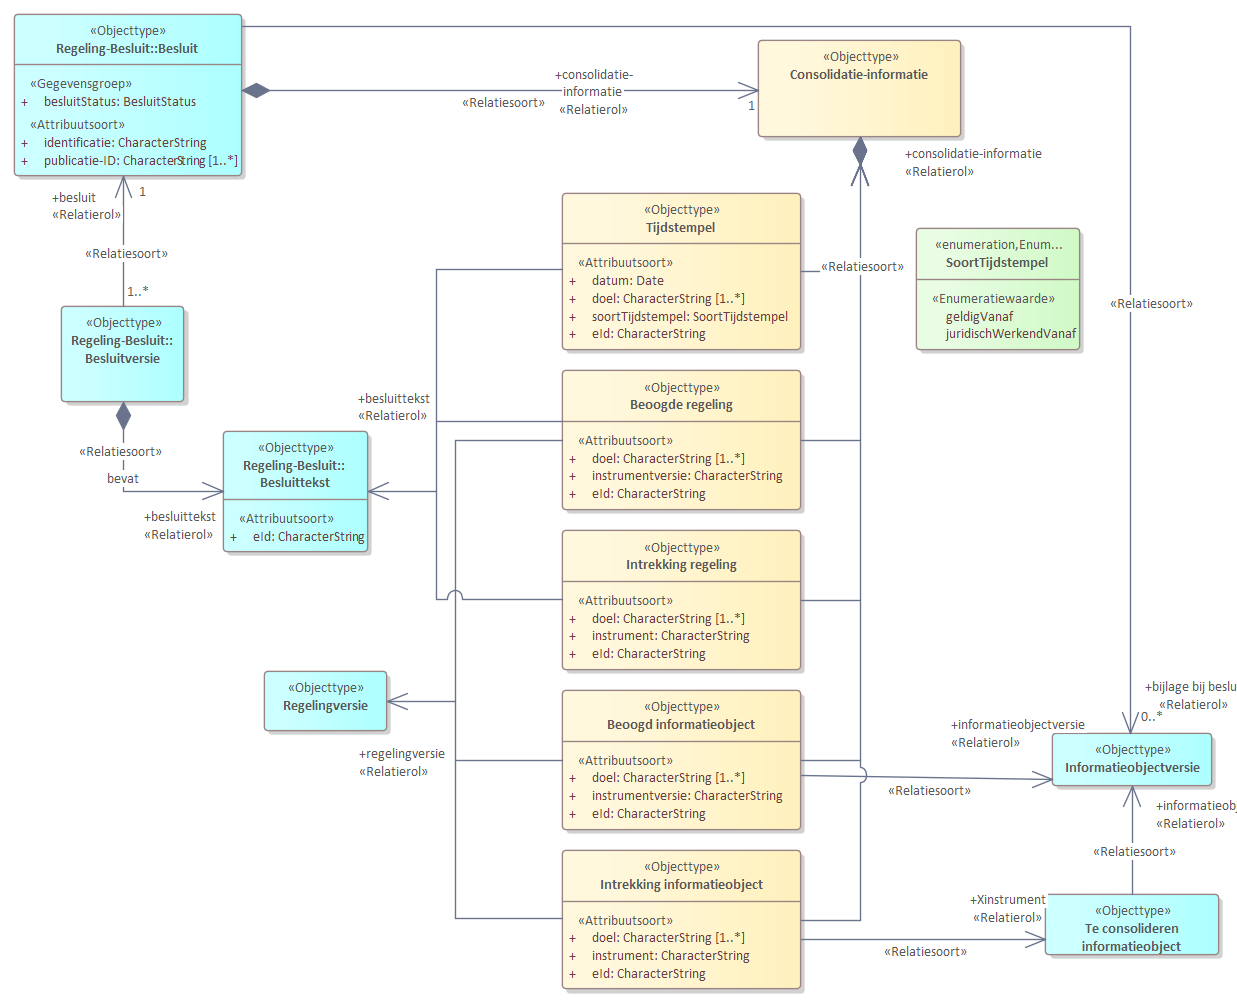 «Objecttype»
Regeling-Besluit::Besluit
«Gegevensgroep»
+ besluitStatus: BesluitStatus
«Attribuutsoort»
+ identificatie: CharacterString
+ publicatie-ID: CharacterString [1..*]
+consolidatie-
informatie
«Relatiesoort»
«Relatierol»
1
«Objecttype»
Consolidatie-informatie
+consolidatie-informatie
«Relatierol»
+besluit
«Relatierol»
1
«Relatiesoort»
1..*
«Objecttype»
Regeling-Besluit::
Besluitversie
«Relatiesoort»
bevat
+besluittekst
«Relatierol»
«Objecttype»
Regeling-Besluit::
Besluittekst
«Attribuutsoort»
+ eId: CharacterString
+besluittekst
«Relatierol»
«Objecttype»
Tijdstempel
«Attribuutsoort»
+ datum: Date
+ doel: CharacterString [1..*]
+ soortTijdstempel: SoortTijdstempel
+ eId: CharacterString
«Relatiesoort»
«enumeration,Enum...
SoortTijdstempel
«Enumeratiewaarde»
geldigVanaf
juridischWerkendVanaf
«Relatiesoort»
«Objecttype»
Beoogde regeling
«Attribuutsoort»
+ doel: CharacterString [1..*]
+ instrumentversie: CharacterString
+ eId: CharacterString
«Objecttype»
Intrekking regeling
«Attribuutsoort»
+ doel: CharacterString [1..*]
+ instrument: CharacterString
+ eId: CharacterString
«Objecttype»
Regelingversie
+regelingversie
«Relatierol»
«Objecttype»
Beoogd informatieobject
«Attribuutsoort»
+ doel: CharacterString [1..*]
+ instrumentversie: CharacterString
+ eId: CharacterString
+informatieobjectversie
«Relatierol»
«Relatiesoort»
+bijlage bij beslu
«Relatierol»
0..*
«Objecttype»
Informatieobjectversie
+informatieobj
«Relatierol»
«Relatiesoort»
«Objecttype»
Intrekking informatieobject
«Attribuutsoort»
+ doel: CharacterString [1..*]
+ instrument: CharacterString
+ eId: CharacterString
+Xinstrument
«Relatierol»
«Relatiesoort»
«Objecttype»
Te consolideren
informatieobject